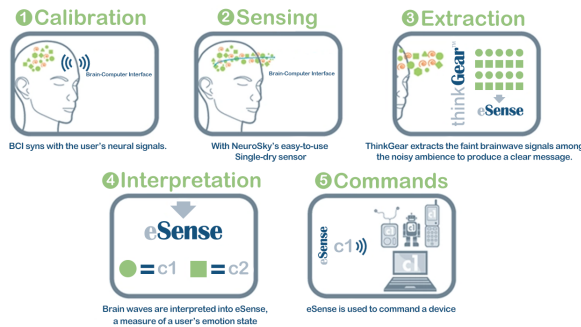 1 Calibration
Brain-Computer Interface
BCI syns with the user's neural signals.
2 Sensing
Brain-Computer Interface
With NeuroSky's easy-to-use
Single-dry sensor
3 Extraction
thinkGear™
eSense
ThinkGear extracts the faint brainwave signals among
the noisy ambience to produce a clear message.
4 Interpretation
eSense
= c1 = c2
Brain waves are interpreted into eSense,
a measure of a user's emotion state
5 Commands
eSense
c1
c1
eSense is used to command a device